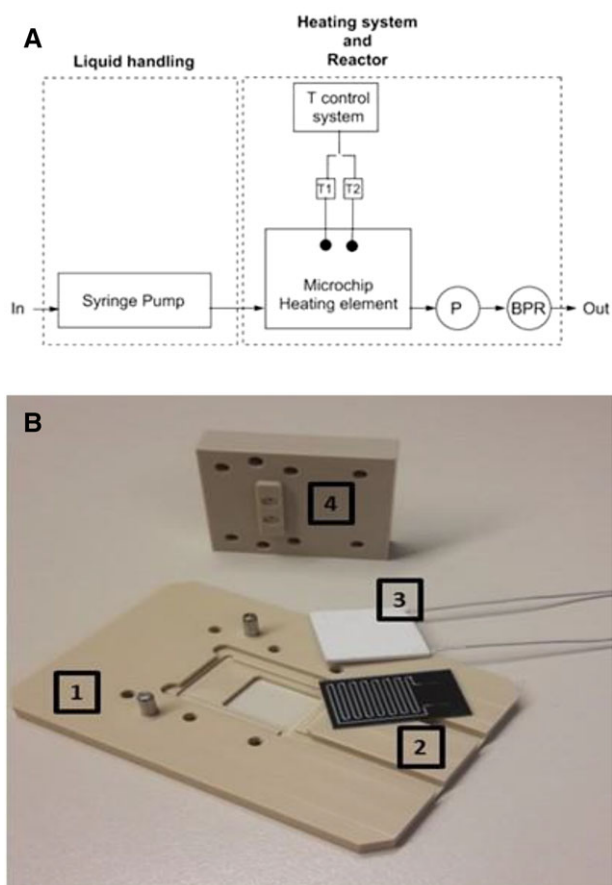 A
Heating system
and
Reactor
Liquid handling
T control
system
T1 T2
Microchip
Heating element
In
Syringe Pump
P
BPR
Out
B
4
3
1
2